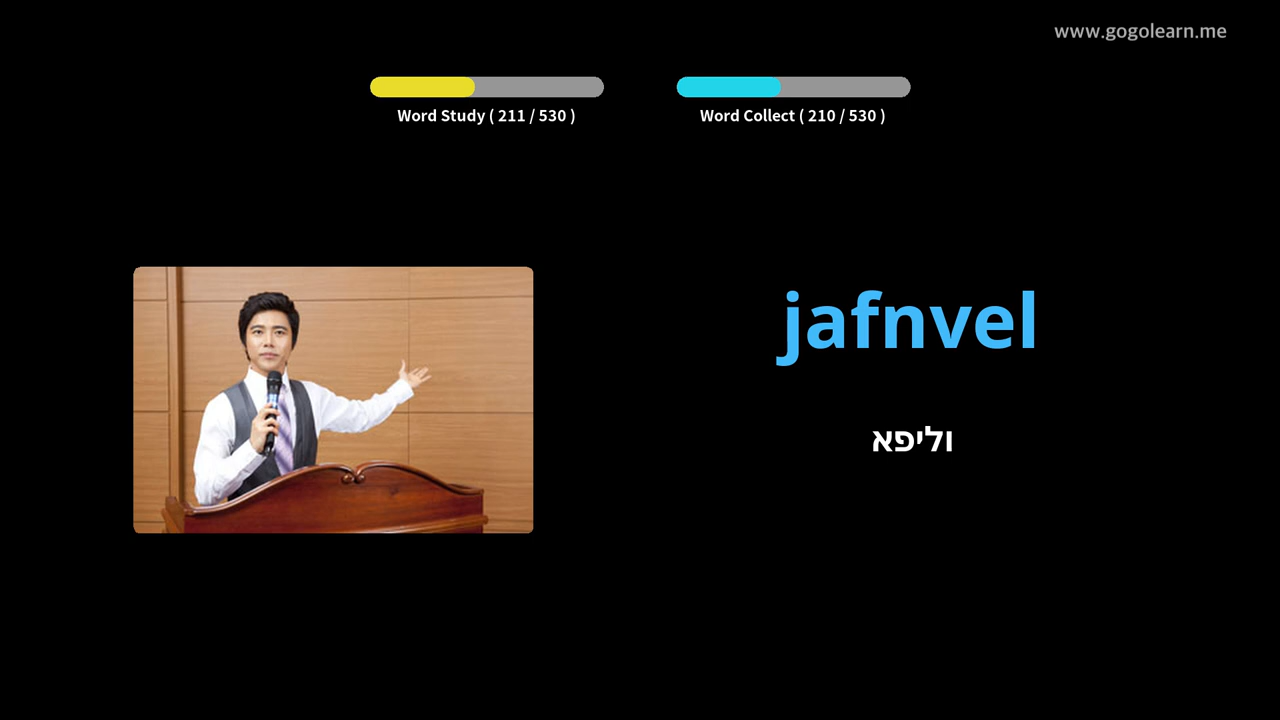 www.gogolearn.me
Word Study ( 211 / 530 )
Word Collect ( 210 / 530 )
jafnvel
וליפא